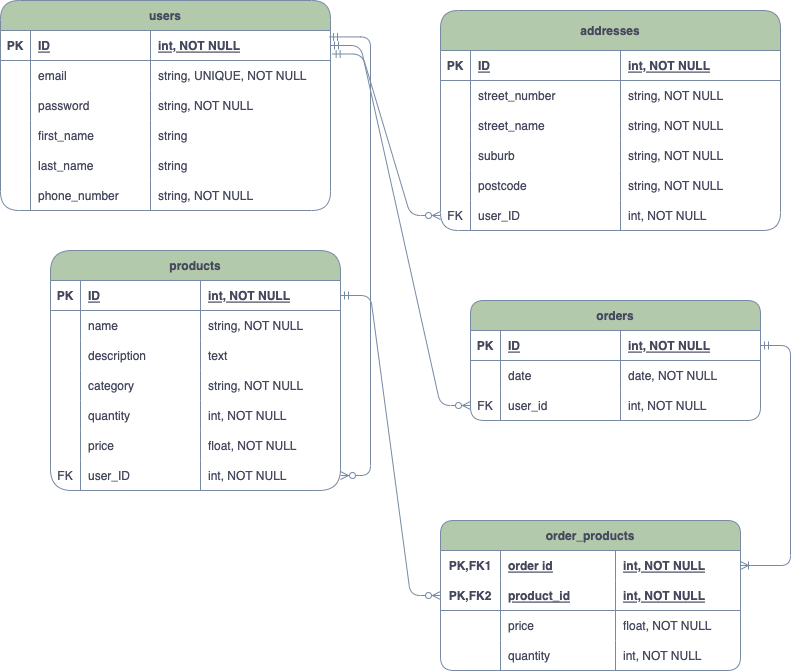 users
PK ID int, NOT NULL
email string, UNIQUE, NOT NULL
password string, NOT NULL
first_name string
last_name string
phone_number string, NOT NULL
addresses
PK ID int, NOT NULL
street_number string, NOT NULL
street_name string, NOT NULL
suburb string, NOT NULL
postcode string, NOT NULL
FK user_ID int, NOT NULL
products
PK ID int, NOT NULL
name string, NOT NULL
description text
category string, NOT NULL
quantity int, NOT NULL
price float, NOT NULL
FK user_ID int, NOT NULL
orders
PK ID int, NOT NULL
date date, NOT NULL
FK user_id int, NOT NULL
order_products
PK,FK1 order id int, NOT NULL
PK,FK2 product_id int, NOT NULL
price float, NOT NULL
quantity int, NOT NULL